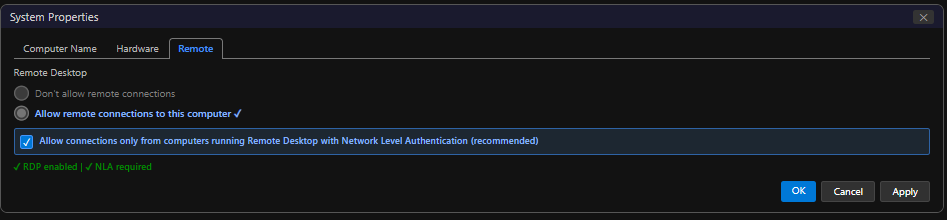 System Properties
Computer Name Hardware Remote
Remote Desktop
Don't allow remote connections
Allow remote connections to this computer ✓
Allow connections only from computers running Remote Desktop with Network Level Authentication (recommended)
✓ RDP enabled | ✓ NLA required
OK Cancel Apply